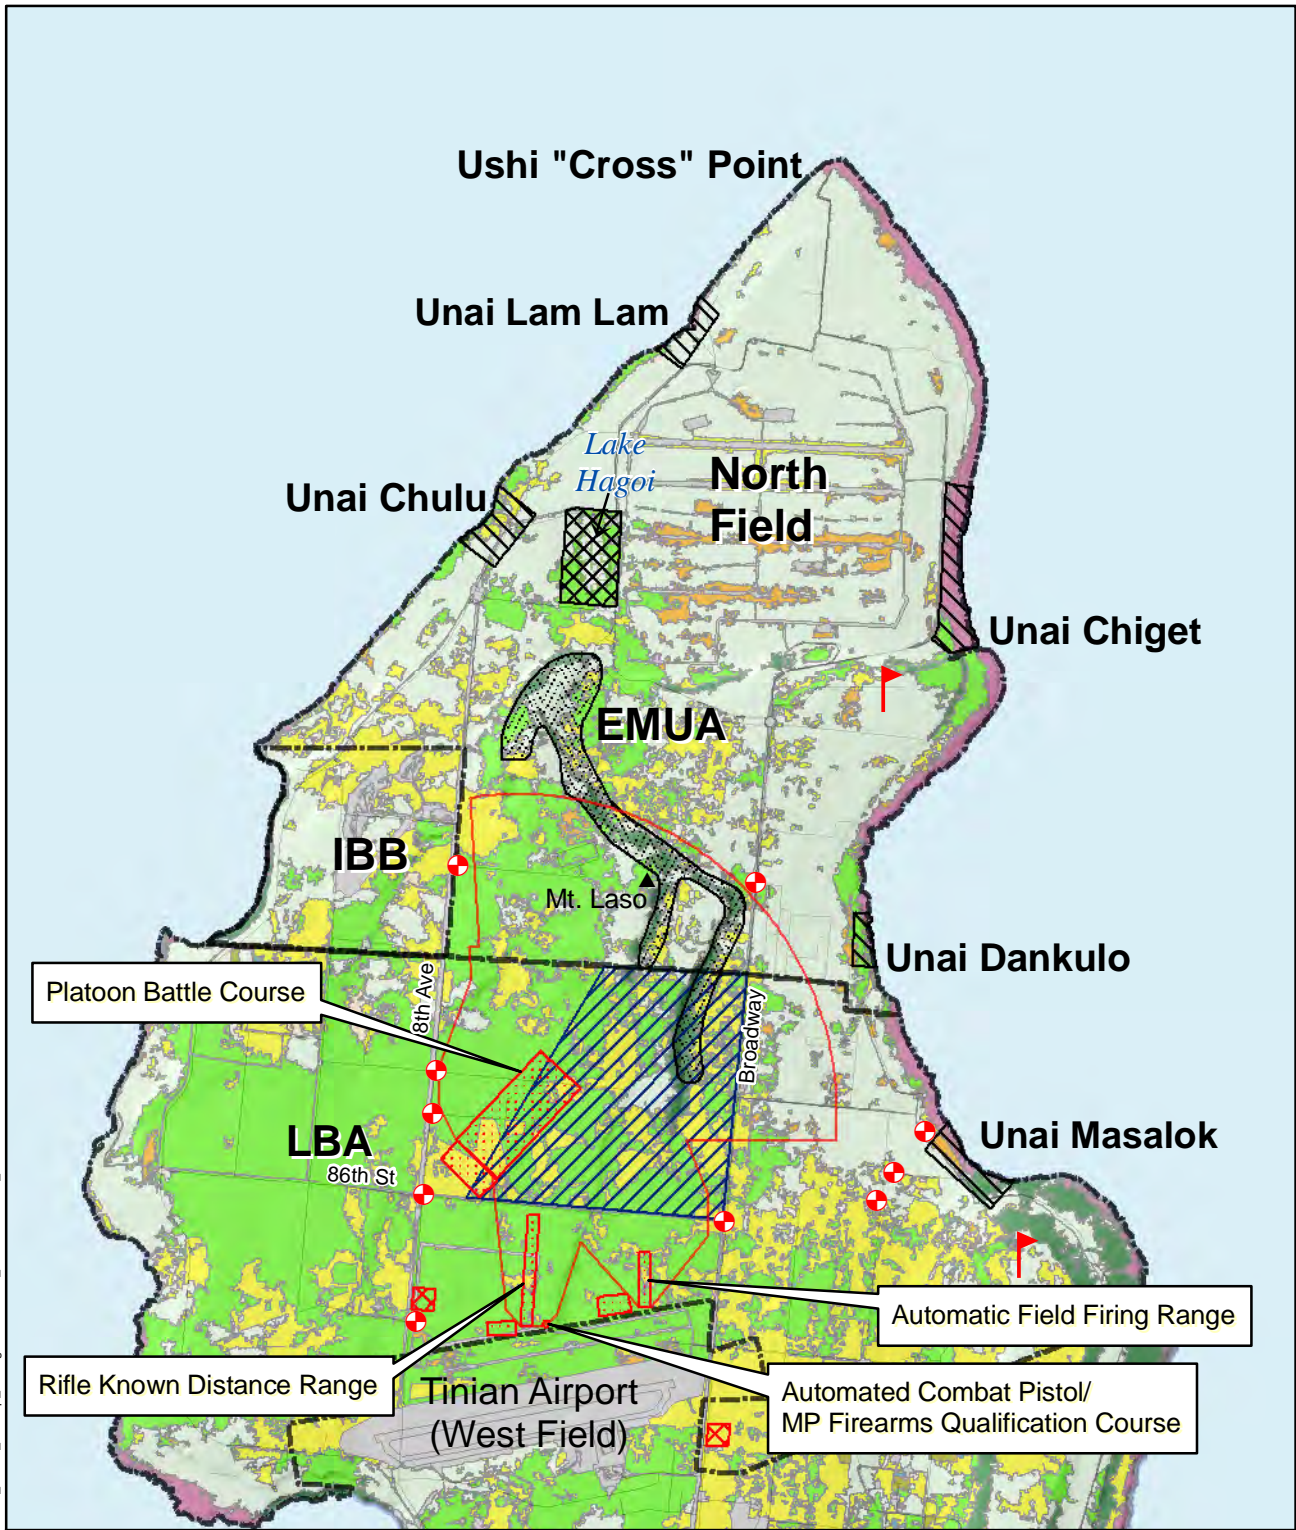 Ushi "Cross" Point
Unai Lam Lam
Lake
Hagoi
North
Field
Unai Chulu
Unai Chiget
EMUA
IBB
Mt. Laso
Unai Dankulo
Platoon Battle Course
8th Ave
Broadway
LBA
86th St
Unai Masalok
Automatic Field Firing Range
Rifle Known Distance Range
Tinian Airport
(West Field)
Automated Combat Pistol/
MP Firearms Qualification Course